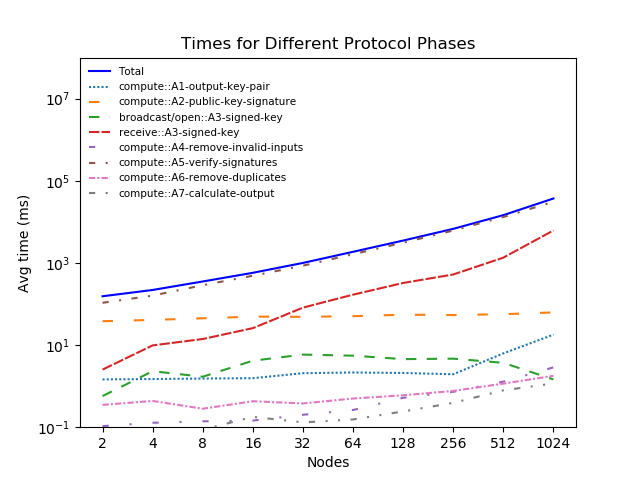 Times for Different Protocol Phases
Total
compute::A1-output-key-pair
compute::A2-public-key-signature
broadcast/open::A3-signed-key
receive::A3-signed-key
compute::A4-remove-invalid-inputs
compute::A5-verify-signatures
compute::A6-remove-duplicates
compute::A7-calculate-output
10^7
10^5
10^3
10^1
10^−1
Avg time (ms)
2 4 8 16 32 64 128 256 512 1024
Nodes